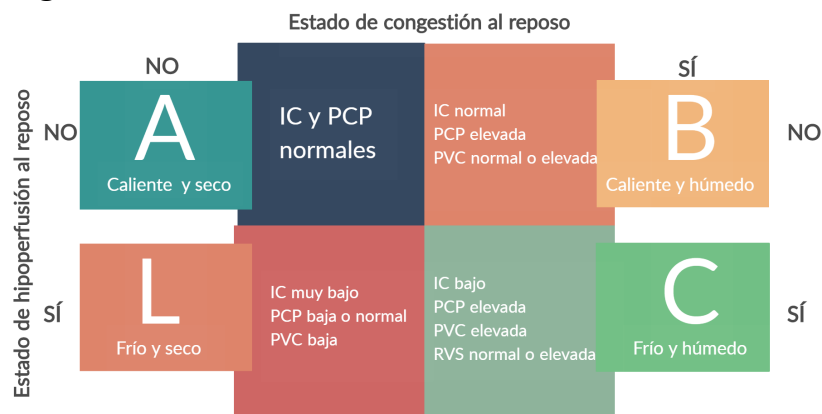 Estado de congestión al reposo
NO
SÍ
Estado de hipoperfusión al reposo
NO
A
Caliente y seco
IC y PCP
normales
IC normal
PCP elevada
PVC normal o elevada
B
Caliente y húmedo
NO
SÍ
L
Frío y seco
IC muy bajo
PCP baja o normal
PVC baja
IC bajo
PCP elevada
PVC elevada
RVS normal o elevada
C
Frío y húmedo
SÍ